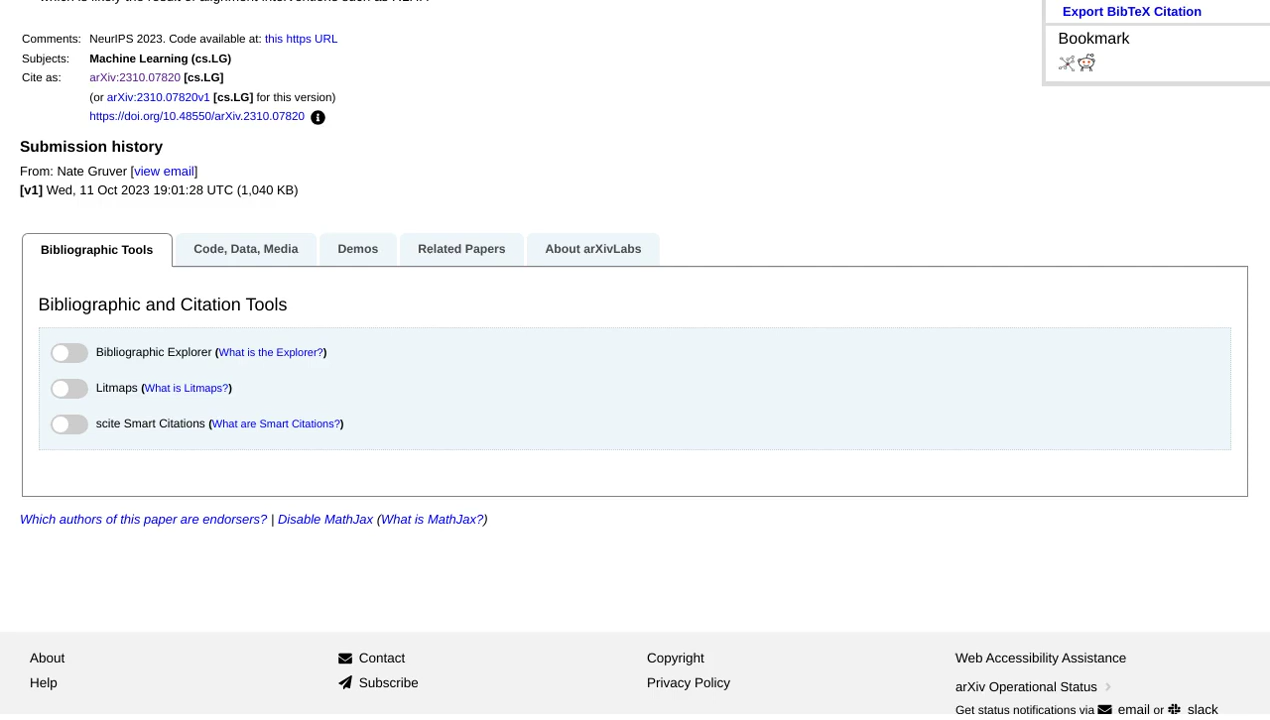 Export BibTeX Citation
Bookmark
Comments: NeurIPS 2023. Code available at: this https URL
Subjects: Machine Learning (cs.LG)
Cite as: arXiv:2310.07820 [cs.LG]
(or arXiv:2310.07820v1 [cs.LG] for this version)
https://doi.org/10.48550/arXiv.2310.07820
Submission history
From: Nate Gruver [view email]
[v1] Wed, 11 Oct 2023 19:01:28 UTC (1,040 KB)
Bibliographic Tools Code, Data, Media Demos Related Papers About arXivLabs
Bibliographic and Citation Tools
Bibliographic Explorer (What is the Explorer?)
Litmaps (What is Litmaps?)
scite Smart Citations (What are Smart Citations?)
Which authors of this paper are endorsers? | Disable MathJax (What is MathJax?)
About
Help
Contact
Subscribe
Copyright
Privacy Policy
Web Accessibility Assistance
arXiv Operational Status
Get status notifications via email or slack